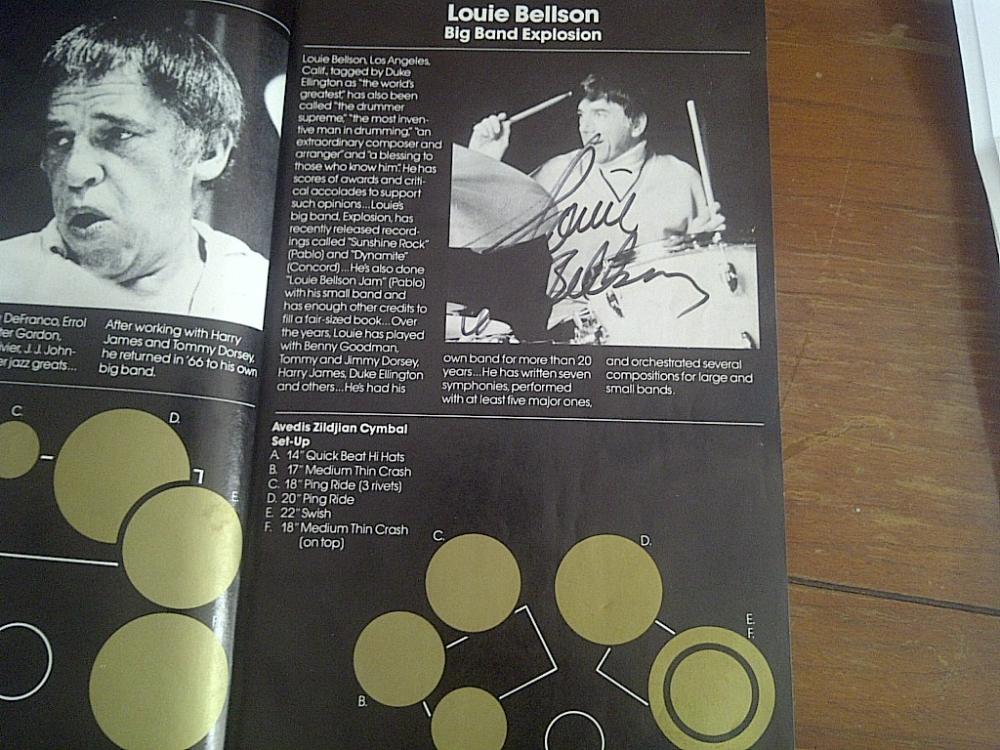 DeFranco, Errol
Gordon,
J.J. John-
jazz greats...
After working with Harry
James and Tommy Dorsey,
he returned in '66 to his own
big band.
C.
D.
E.
F.
Louie Bellson
Big Band Explosion
Louie Bellson, Los Angeles,
Calif., tagged by Duke
Ellington as "the world's
greatest," has also been
called "the drummer
supreme," "the most inven-
tive man in drumming," "an
extraordinary composer and
arranger" and "a blessing to
those who know him". He has
scores of awards and criti-
cal accolades to support
such opinions...Louie's
big band, Explosion, has
recently released record-
ings called "Sunshine Rock"
(Pablo) and "Dynamite"
(Concord)...He's also done
"Louie Bellson Jam" (Pablo)
with his small band and
has enough other credits to
fill a fair-sized book...Over
the years, Louie has played
with Benny Goodman,
Tommy and Jimmy Dorsey,
Harry James, Duke Ellington
and others...He's had his
Louie
Bellson
own band for more than 20
years...He has written seven
symphonies, performed
with at least five major ones,
and orchestrated several
compositions for large and
small bands.
Avedis Zildjian Cymbal
Set-Up
A. 14" Quick Beat Hi Hats
B. 17" Medium Thin Crash
C. 18" Ping Ride (3 rivets)
D. 20" Ping Ride
E. 22" Swish
F. 18" Medium Thin Crash
(on top)
C.
D.
E.
F.
B.